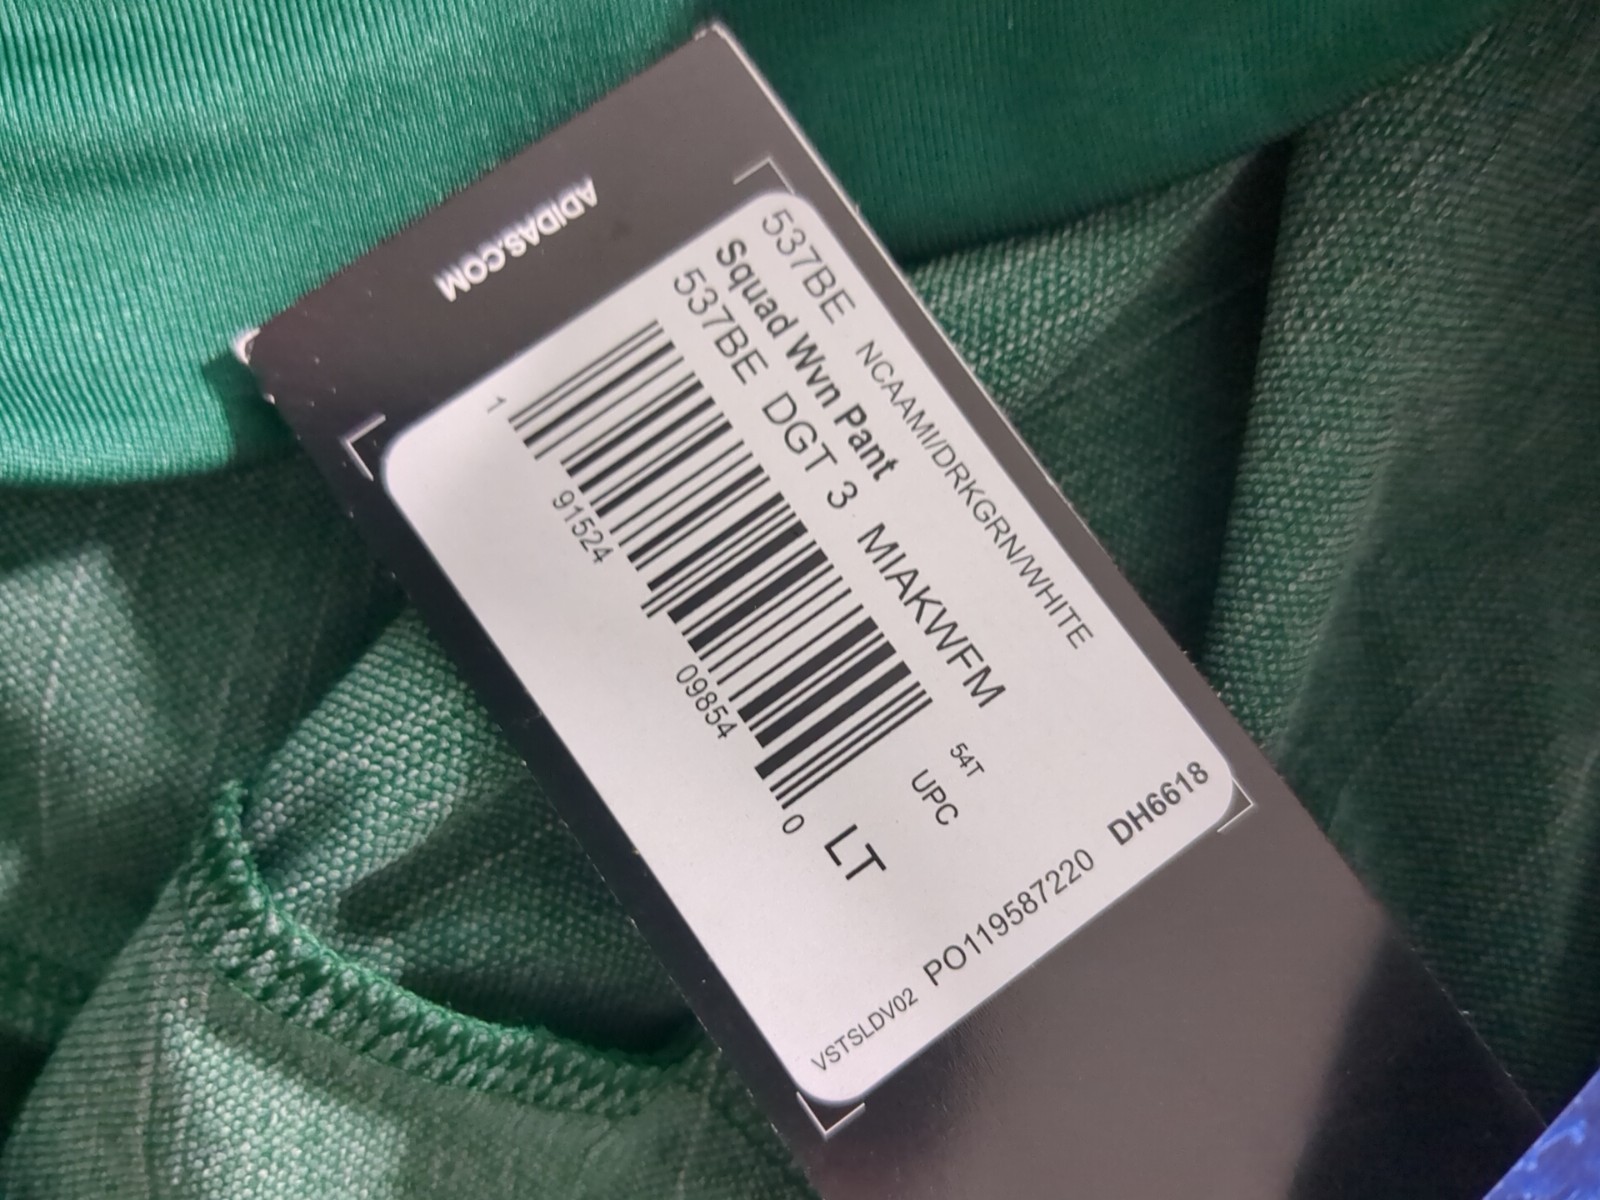 ADIDAS.COM
537BE NCAAMI/DRKGRN/WHITE
Squad Wvn Pant
537BE DGT 3 MIAKWFM
1 91524 09854 0
54T
UPC
LT
VSTSLDV02 PO119587220 DH6618